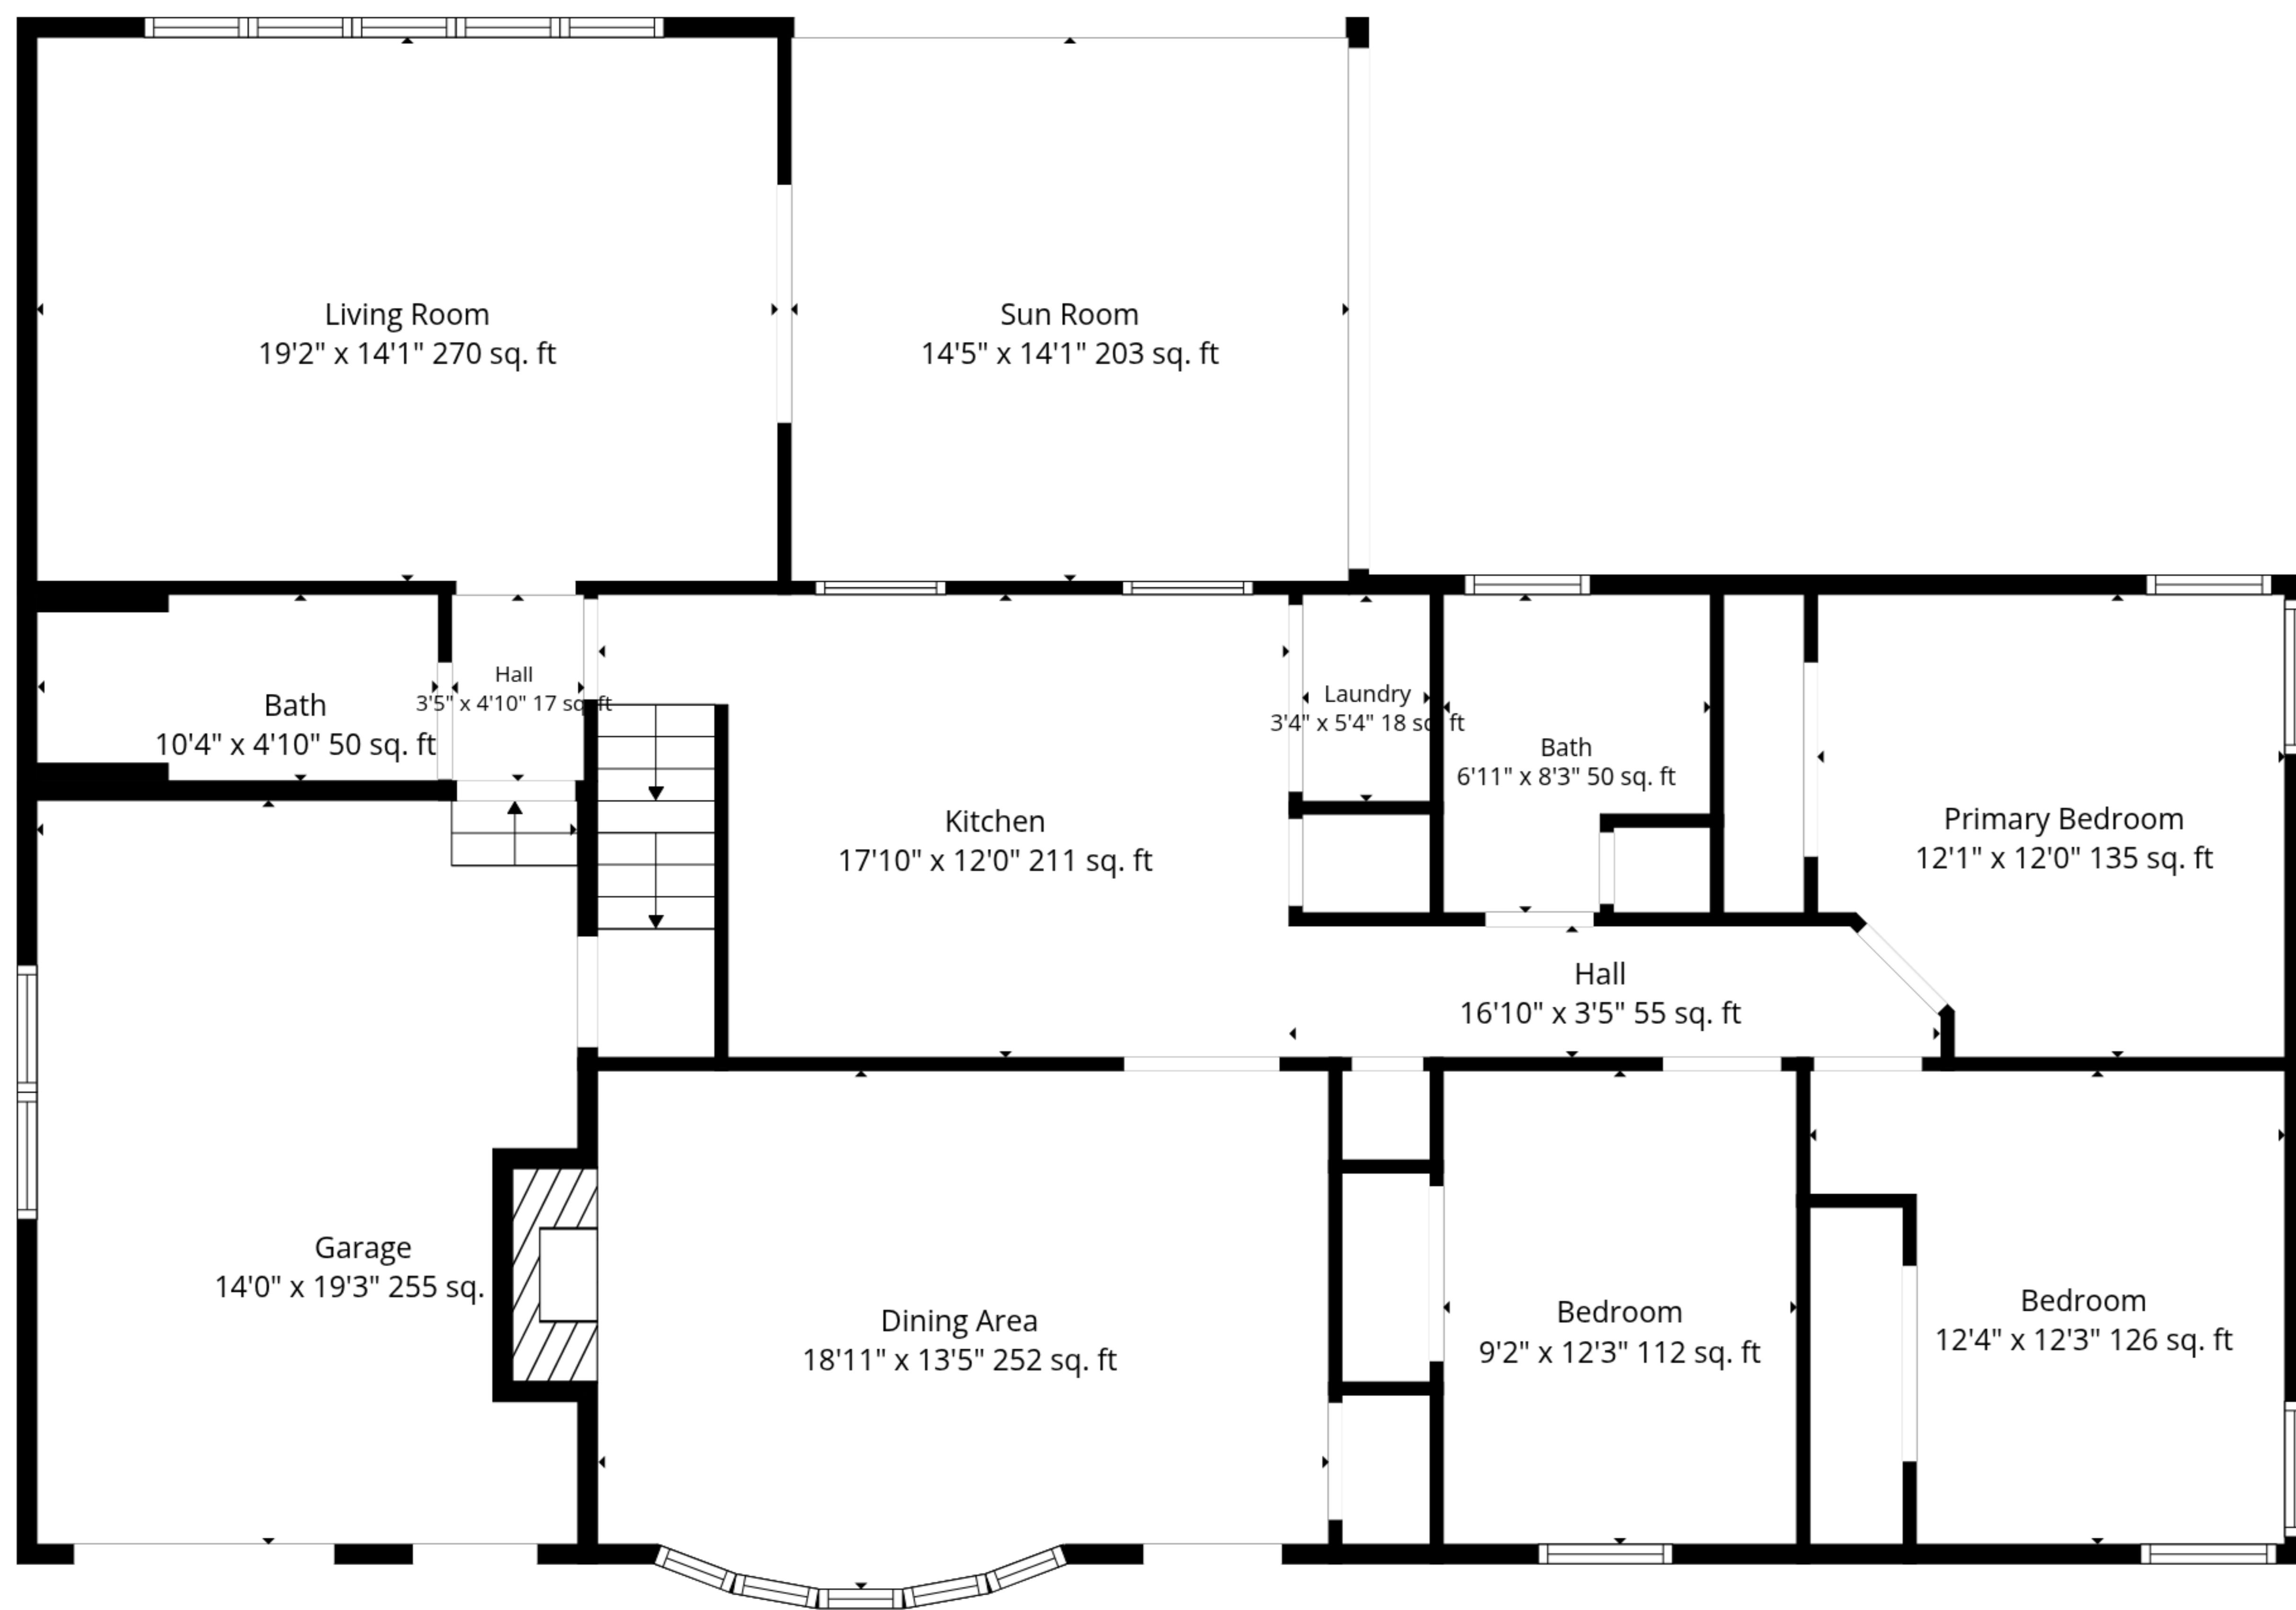 Living Room
19'2" x 14'1" 270 sq. ft
Sun Room
14'5" x 14'1" 203 sq. ft
Hall
3'5" x 4'10" 17 sq. ft
Bath
10'4" x 4'10" 50 sq. ft
Laundry
3'4" x 5'4" 18 sq. ft
Bath
6'11" x 8'3" 50 sq. ft
Kitchen
17'10" x 12'0" 211 sq. ft
Primary Bedroom
12'1" x 12'0" 135 sq. ft
Hall
16'10" x 3'5" 55 sq. ft
Garage
14'0" x 19'3" 255 sq.
Dining Area
18'11" x 13'5" 252 sq. ft
Bedroom
9'2" x 12'3" 112 sq. ft
Bedroom
12'4" x 12'3" 126 sq. ft